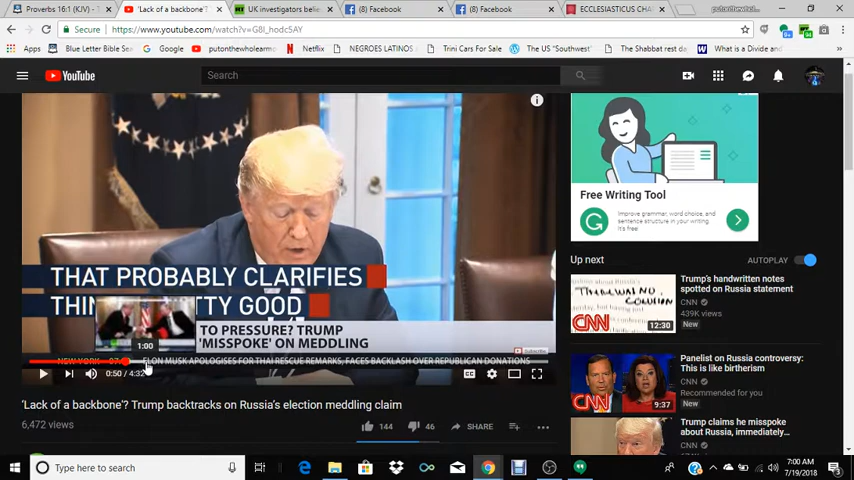 Proverbs 16:1 (KJV) - 1
'Lack of a backbone'?
UK investigators believ
(8) Facebook
(8) Facebook
ECCLESIASTICUS CHA
putonthewhol
Secure
https://www.youtube.com/watch?v=G8I_hodc5AY
Apps
Blue Letter Bible Sea
Google
putonthewholearmor
Netflix
NEGROES LATINOS
Trini Cars For Sale
The US "Southwest"
The Shabbat rest da
What is a Divide and
YouTube
Search
THAT PROBABLY CLARIFIES
TTY GOOD
TO PRESSURE? TRUMP
'MISSPOKE' ON MEDDLING
1:00
NEW YORK
ELON MUSK APOLOGISES FOR THAI RESCUE REMARKS, FACES BACKLASH OVER REPUBLICAN DONATIONS
Subscribe
0:50 / 4:32
'Lack of a backbone'? Trump backtracks on Russia's election meddling claim
6,472 views
144
46
SHARE
Free Writing Tool
Improve grammar, word choice, and
sentence structure in your writing.
It's free.
Up next
AUTOPLAY
CNN
12:30
Trump's handwritten notes
spotted on Russia statement
CNN
439K views
New
CNN
9:37
Panelist on Russia controversy:
This is like birtherism
CNN
Recommended for you
New
Trump claims he misspoke
about Russia, immediately...
CNN
Type here to search
7:00 AM
7/19/2018
3